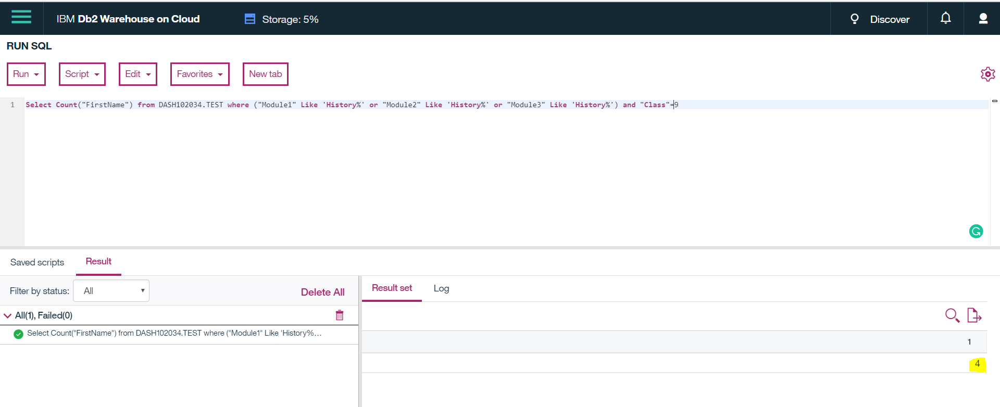 IBM Db2 Warehouse on Cloud
Storage: 5%
Discover
RUN SQL
Run
Script
Edit
Favorites
New tab
1
Select Count("FirstName") from DASH102034.TEST where ("Module1" Like 'History%' or "Module2" Like 'History%' or "Module3" Like 'History%') and "Class"=9
Saved scripts
Result
Filter by status:
All
Delete All
All(1), Failed(0)
Select Count("FirstName") from DASH102034.TEST where ("Module1" Like 'History%...
Result set
Log
1
4